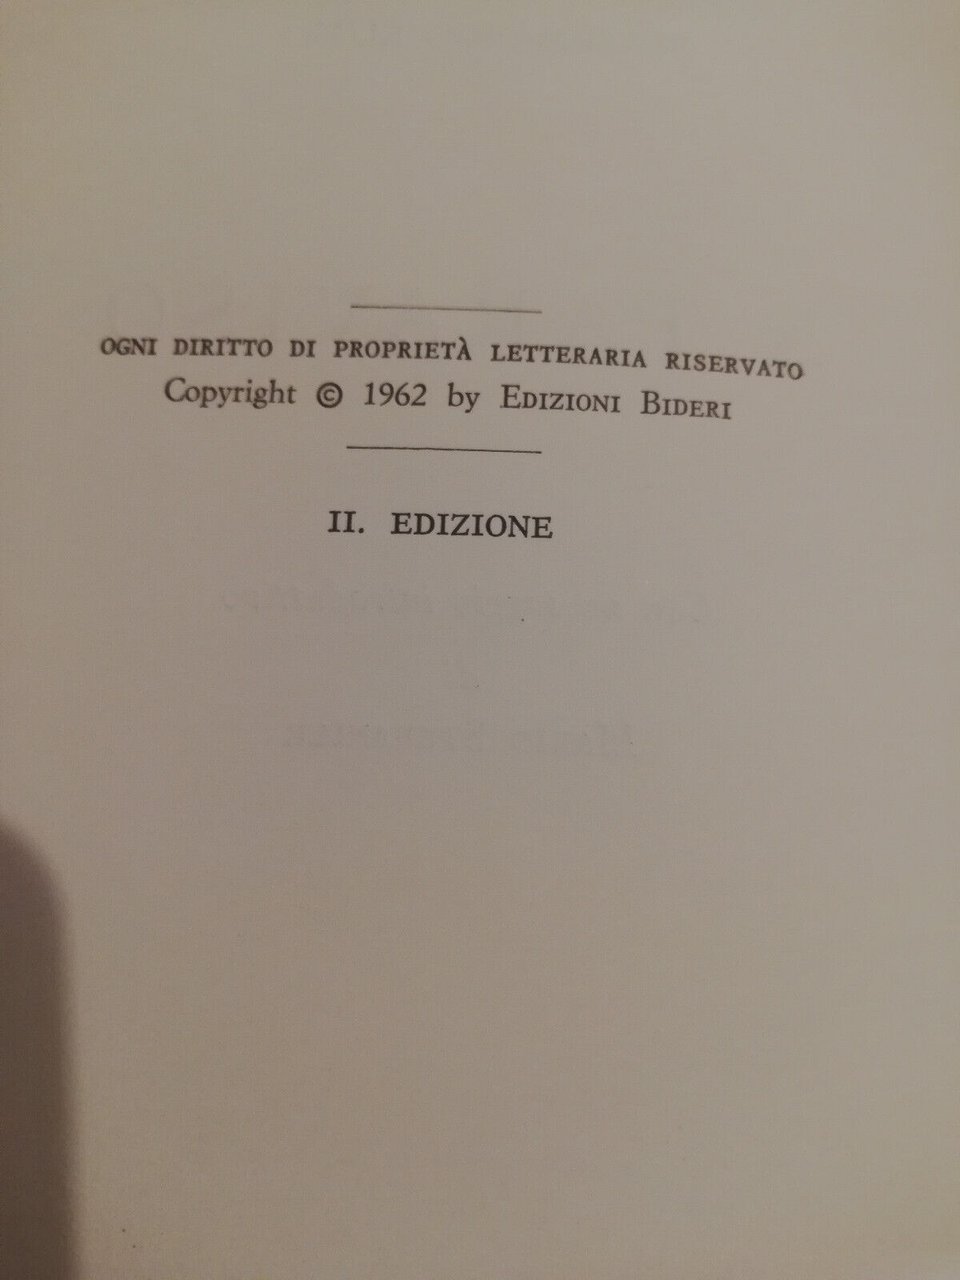 OGNI DIRITTO DI PROPRIETÀ LETTERARIA RISERVATO
Copyright © 1962 by EDIZIONI BIDERI
II. EDIZIONE